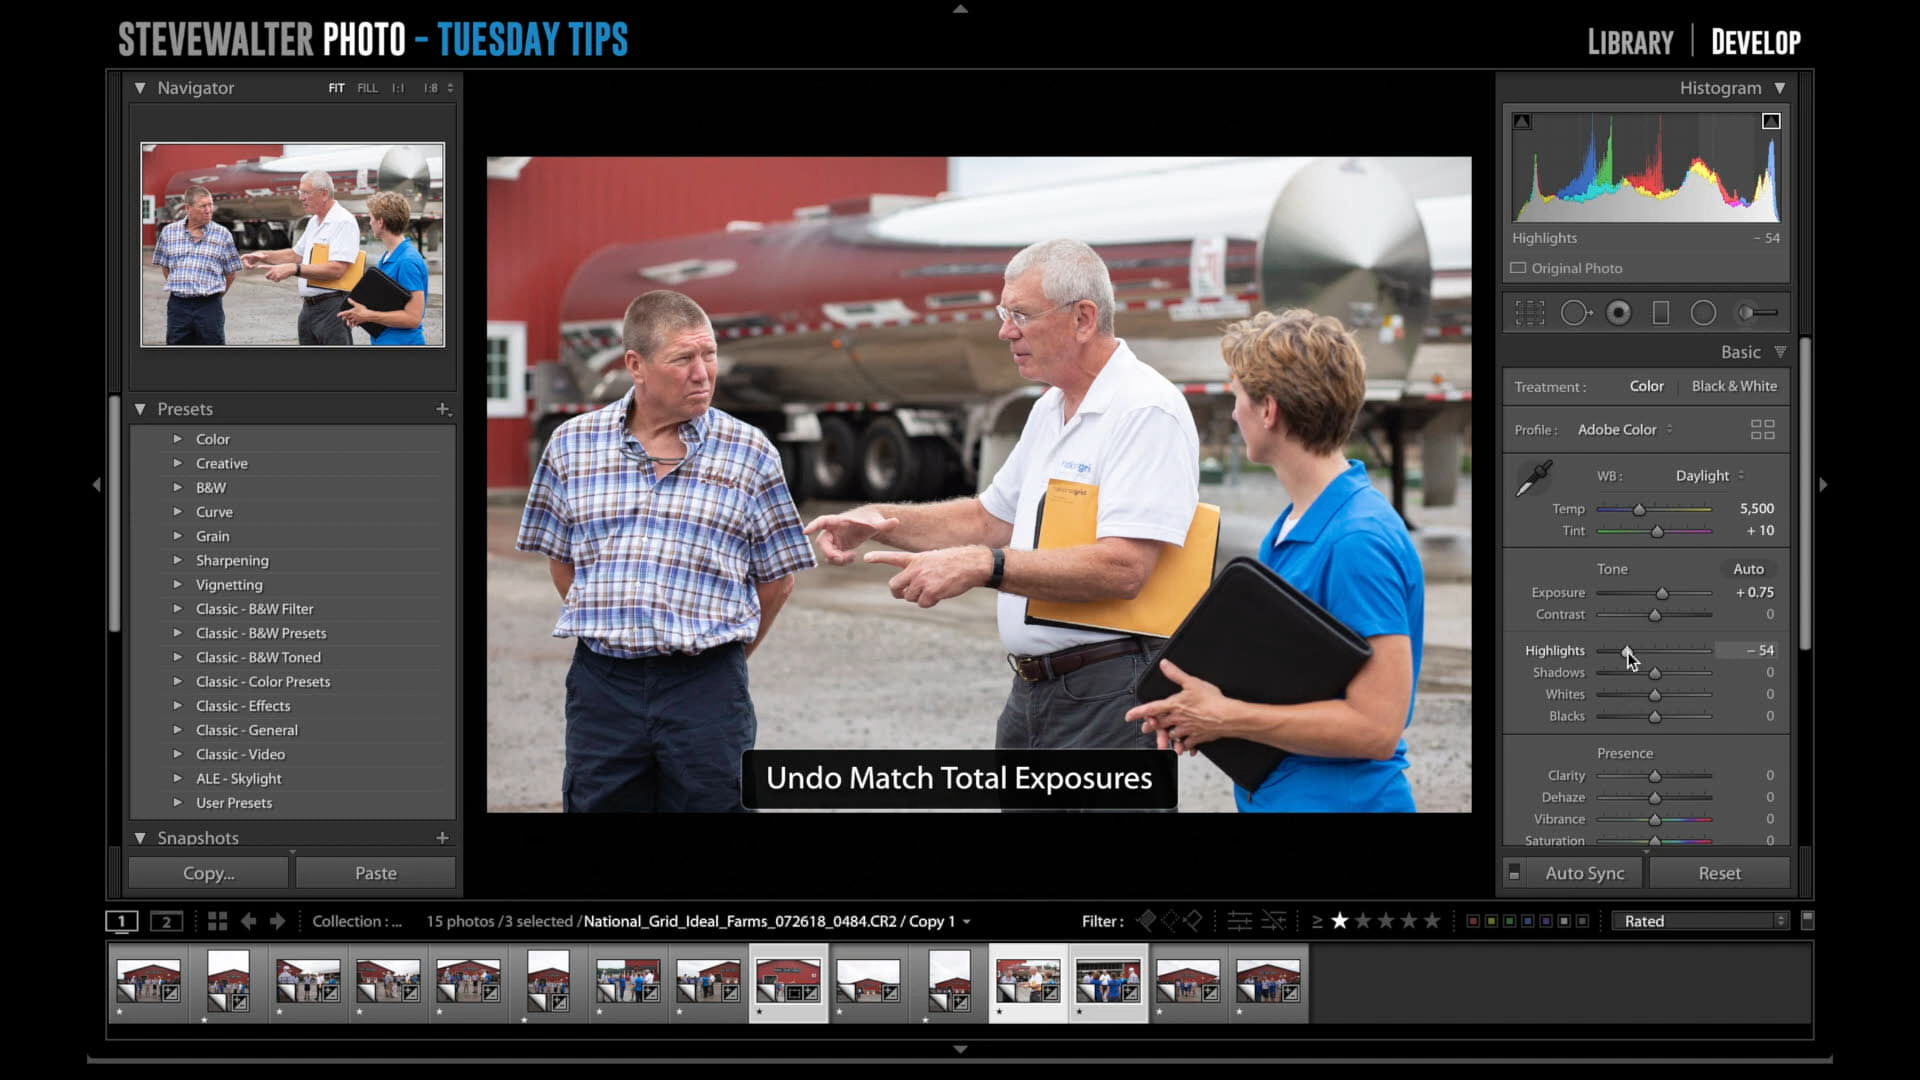 STEVEWALTER PHOTO - TUESDAY TIPS
LIBRARY | DEVELOP
Navigator
FIT FILL 1:1 1:8
Presets
Color
Creative
B&W
Curve
Grain
Sharpening
Vignetting
Classic - B&W Filter
Classic - B&W Presets
Classic - B&W Toned
Classic - Color Presets
Classic - Effects
Classic - General
Classic - Video
ALE - Skylight
User Presets
Snapshots
Copy... Paste
Undo Match Total Exposures
Histogram
Highlights - 54
Original Photo
Basic
Treatment : Color Black & White
Profile : Adobe Color
WB : Daylight
Temp 5,500
Tint + 10
Tone Auto
Exposure + 0.75
Contrast 0
Highlights - 54
Shadows 0
Whites 0
Blacks 0
Presence
Clarity 0
Dehaze 0
Vibrance 0
Saturation 0
Auto Sync Reset
1 2 Collection : ... 15 photos /3 selected /National_Grid_Ideal_Farms_072618_0484.CR2 / Copy 1 Filter : ≥ Rated